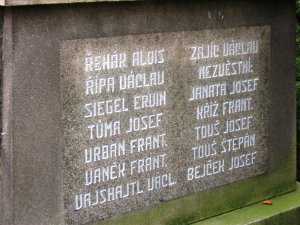 ŘEHÁK ALOIS
ŘÍPA VÁCLAV
SIEGEL ERVIN
TŮMA JOSEF
URBAN FRANT.
VANĚK FRANT.
VAJSHAJTL VÁCL.
ZAJÍC VÁCLAV
NEZVĚSTNÍ:
JANATA JOSEF
KŘÍŽ FRANT.
TOUŠ JOSEF
TOUŠ ŠTĚPÁN
BEJČEK JOSEF